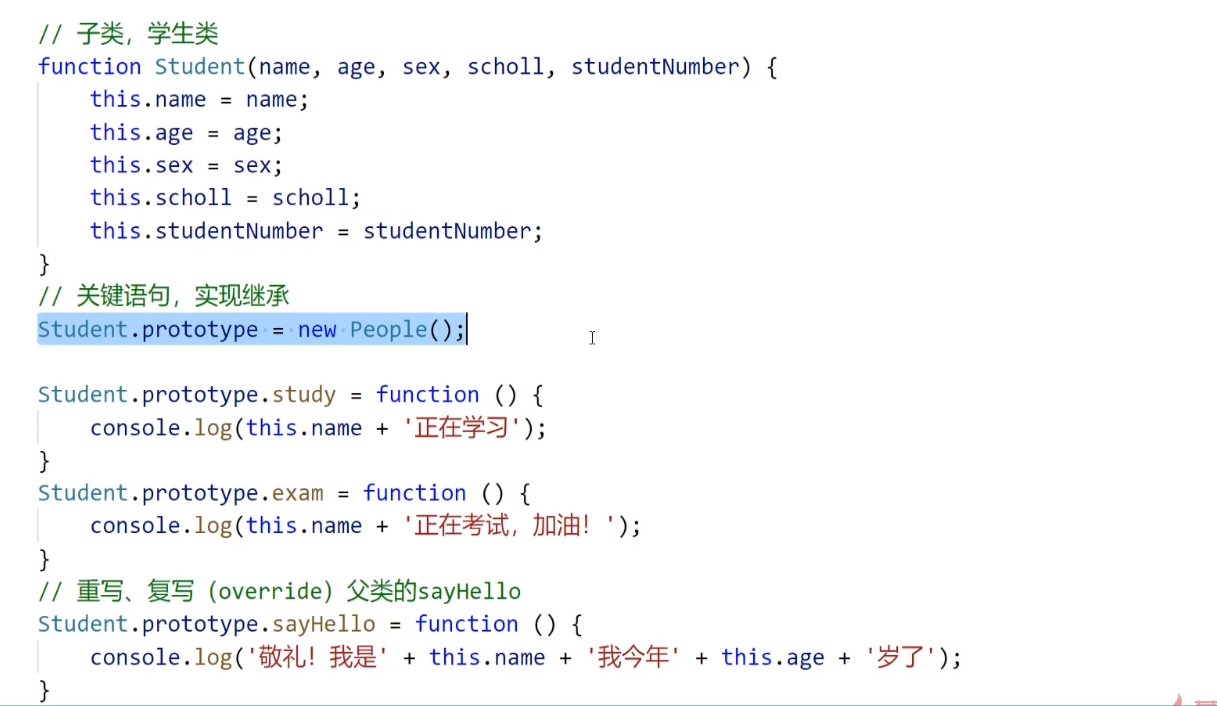 // 子类，学生类
function Student(name, age, sex, scholl, studentNumber) {
    this.name = name;
    this.age = age;
    this.sex = sex;
    this.scholl = scholl;
    this.studentNumber = studentNumber;
}
// 关键语句，实现继承
Student.prototype = new People();
Student.prototype.study = function () {
    console.log(this.name + '正在学习');
}
Student.prototype.exam = function () {
    console.log(this.name + '正在考试，加油！');
}
// 重写、复写（override）父类的sayHello
Student.prototype.sayHello = function () {
    console.log('敬礼！我是' + this.name + '我今年' + this.age + '岁了');
}